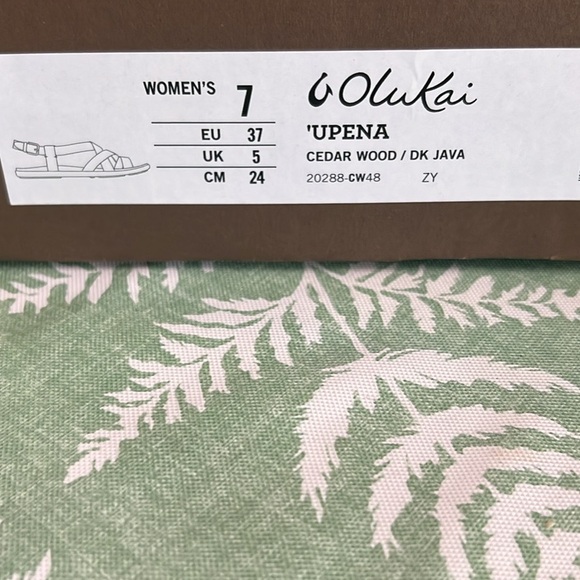 WOMEN'S 7
EU 37
UK 5
CM 24
OluKai
'UPENA
CEDAR WOOD / DK JAVA
20288-CW48 ZY